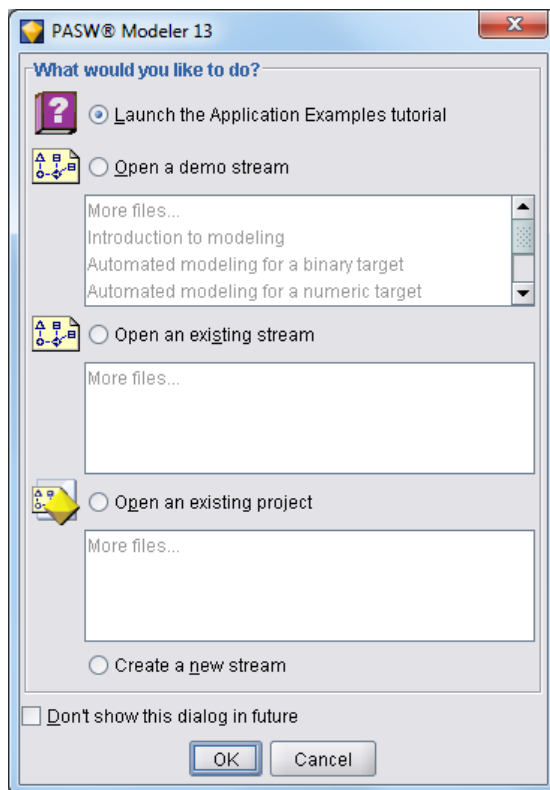 PASW® Modeler 13
What would you like to do?
Launch the Application Examples tutorial
Open a demo stream
More files...
Introduction to modeling
Automated modeling for a binary target
Automated modeling for a numeric target
Open an existing stream
More files...
Open an existing project
More files...
Create a new stream
Don't show this dialog in future
OK Cancel